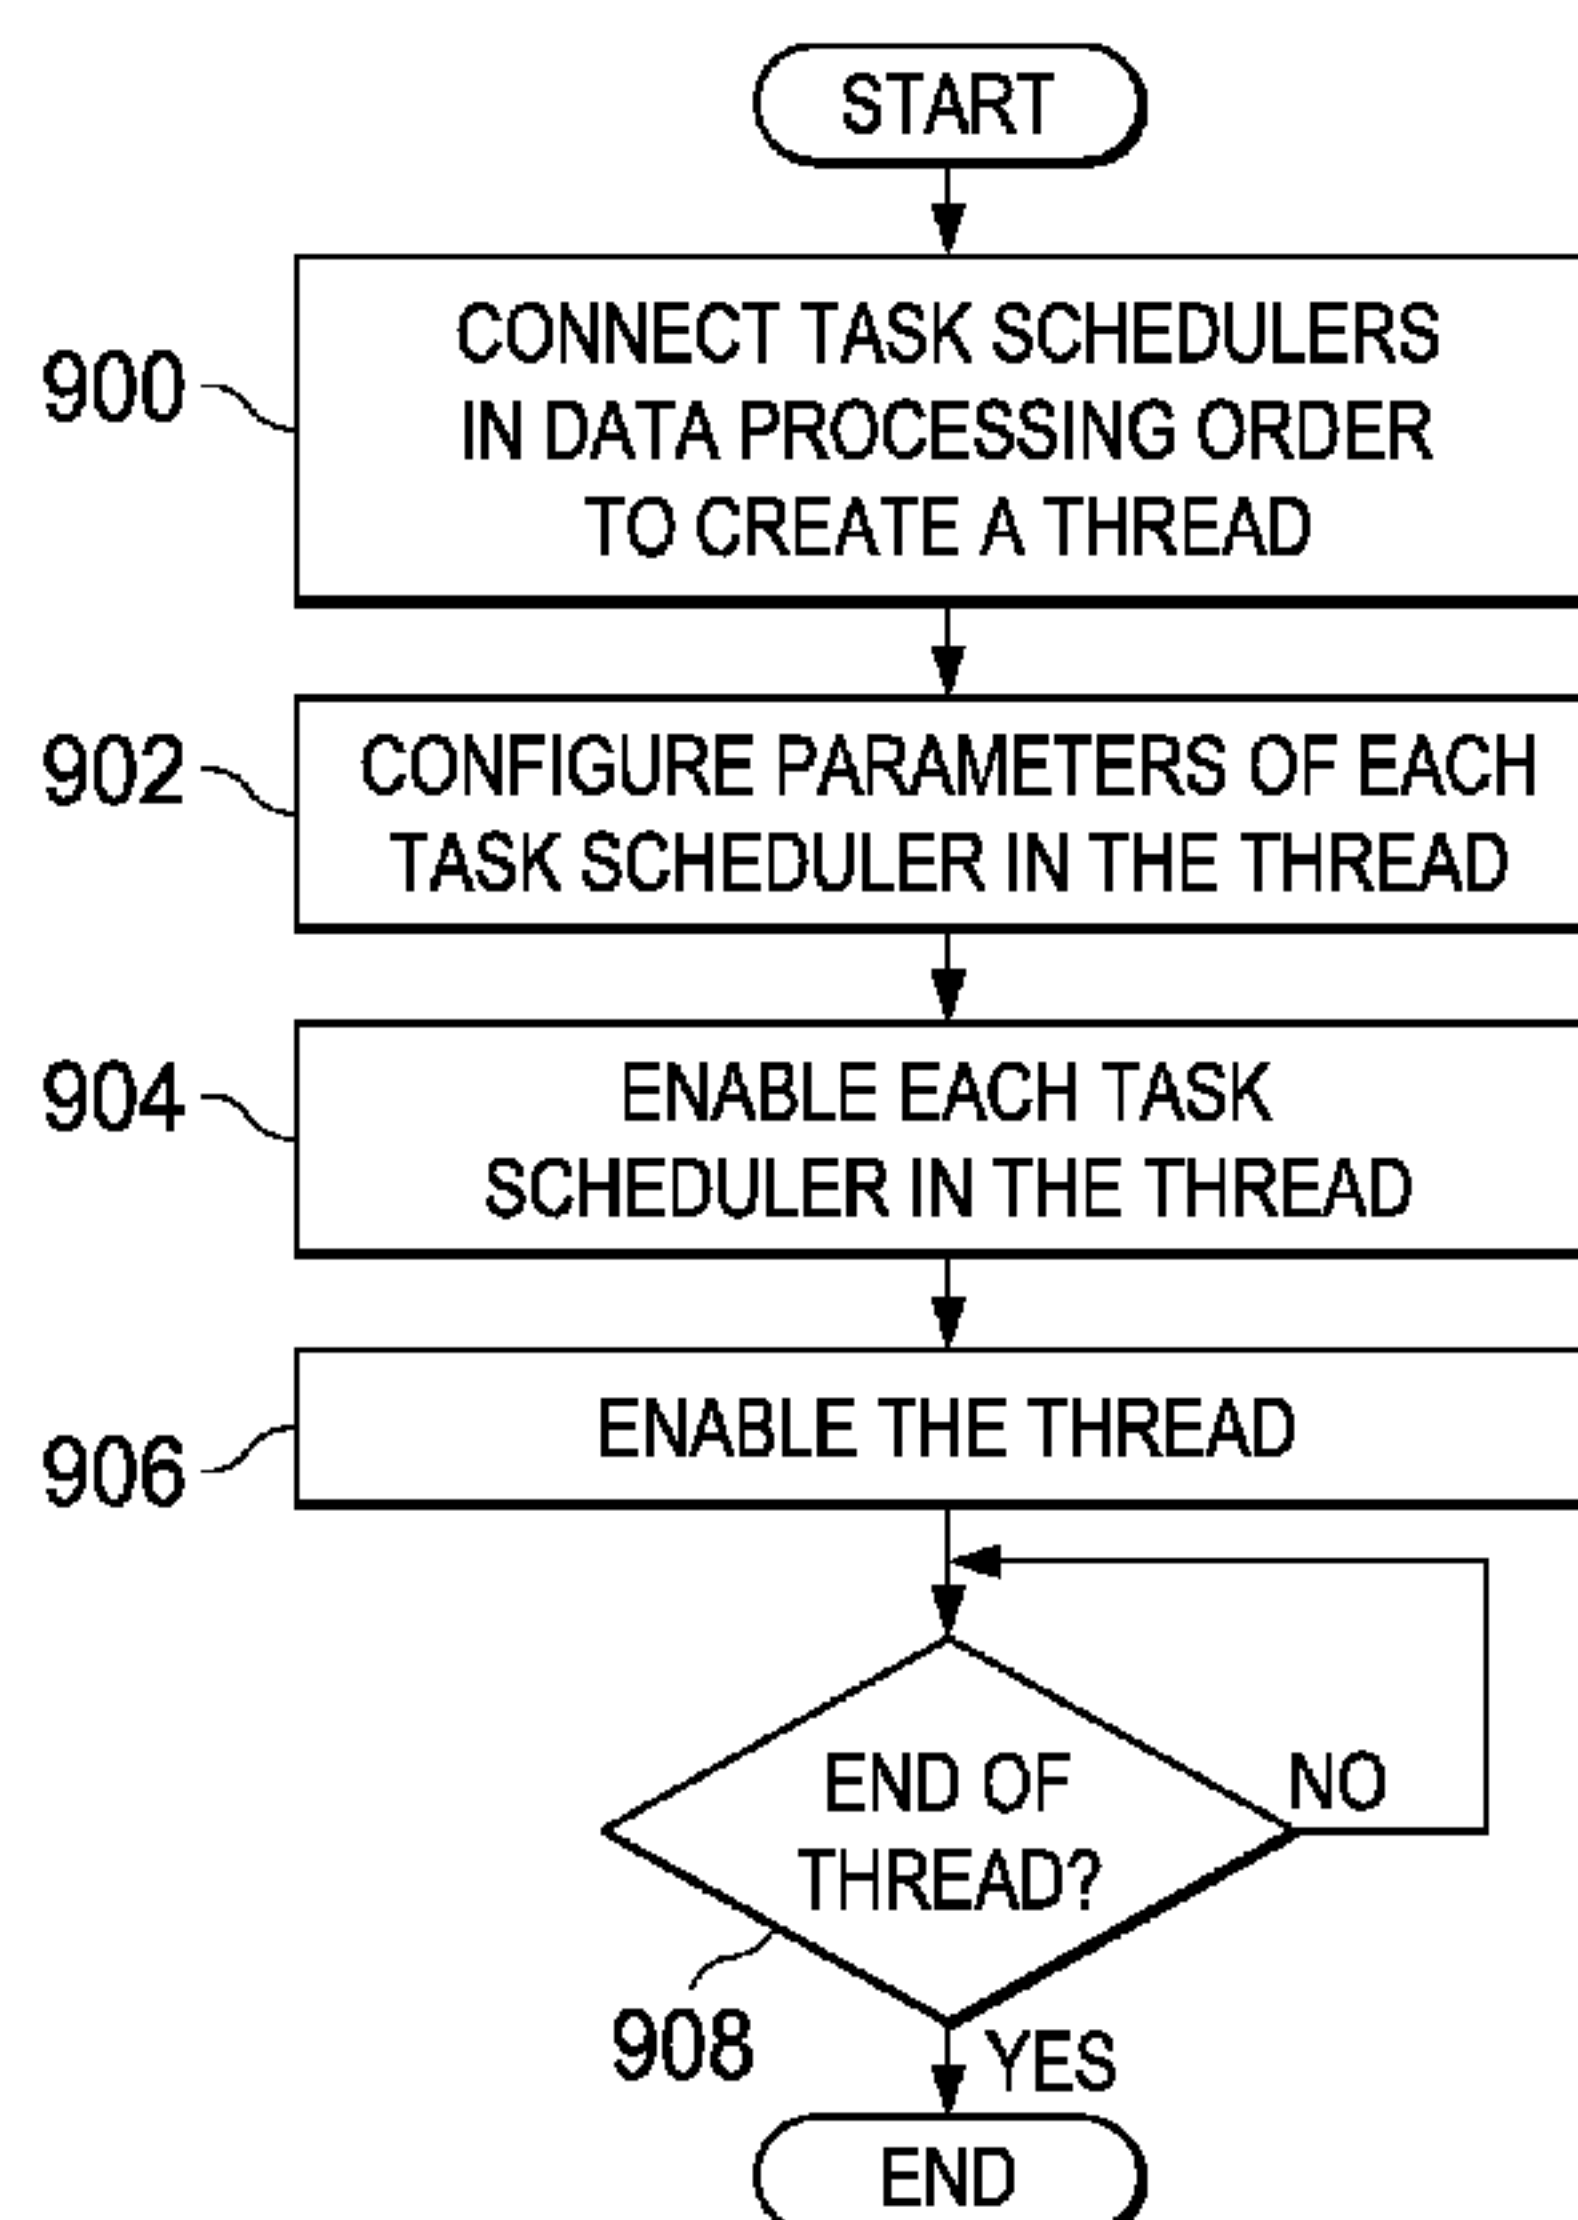 START
900
CONNECT TASK SCHEDULERS
IN DATA PROCESSING ORDER
TO CREATE A THREAD
902
CONFIGURE PARAMETERS OF EACH
TASK SCHEDULER IN THE THREAD
904
ENABLE EACH TASK
SCHEDULER IN THE THREAD
906
ENABLE THE THREAD
END OF
THREAD?
NO
908
YES
END